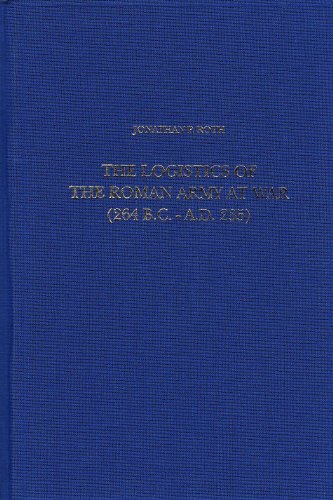 JONATHAN P. ROTH
THE LOGISTICS OF
THE ROMAN ARMY AT WAR
(264 B.C. - A.D. 235)